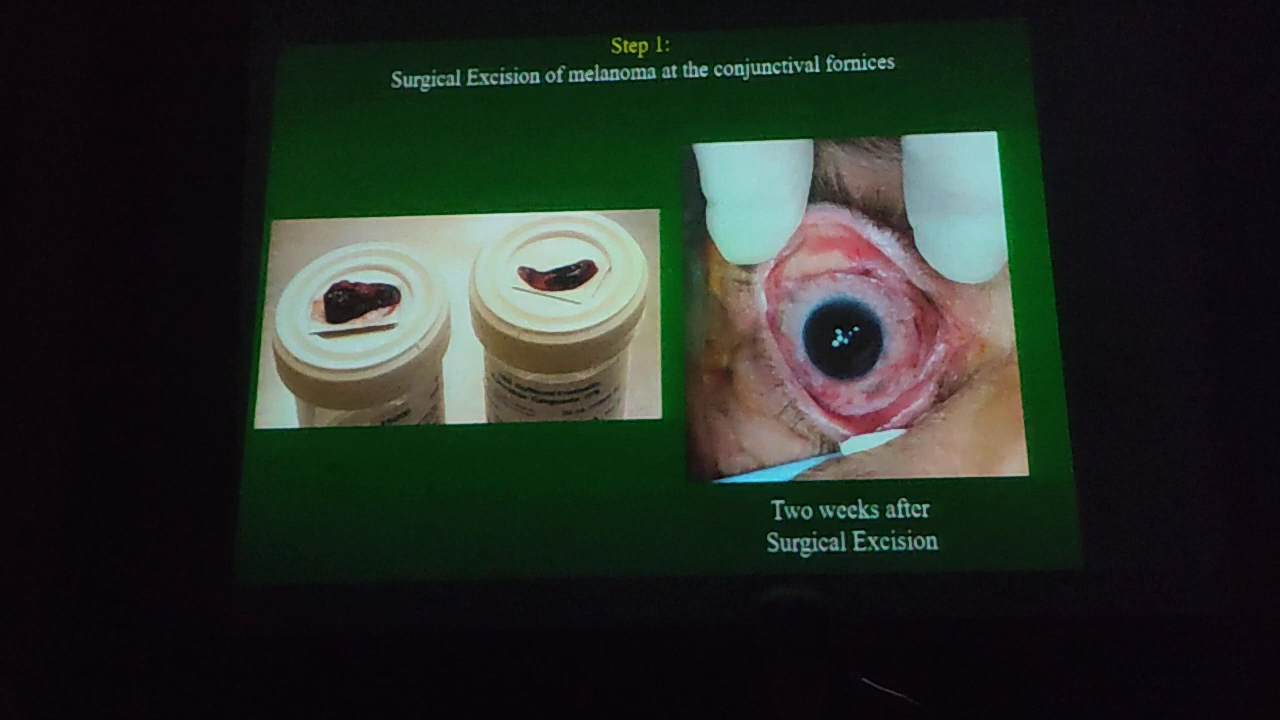 Step 1:
Surgical Excision of melanoma at the conjunctival fornices
Two weeks after
Surgical Excision